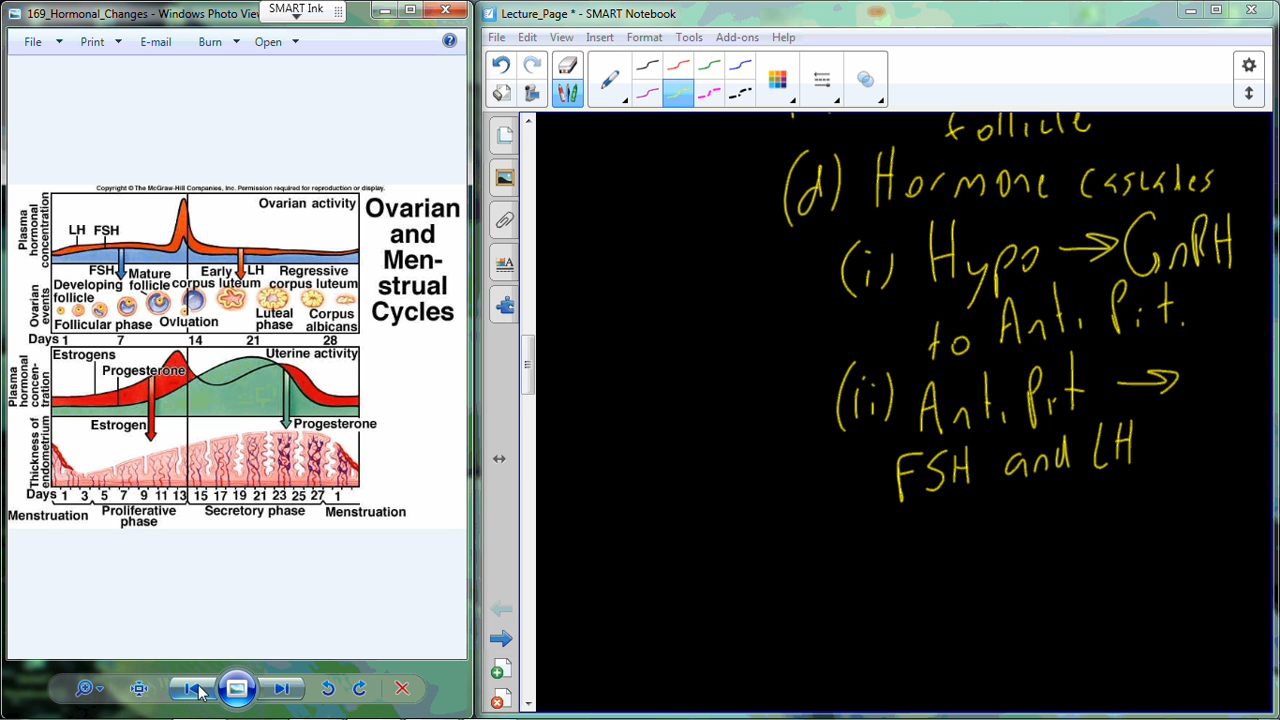 169_Hormonal_Changes - Windows Photo Vie
SMART Ink
File Print E-mail Burn Open
Copyright © The McGraw-Hill Companies, Inc. Permission required for reproduction or display.
Plasma hormonal concentration
Ovarian activity
LH FSH
FSH
Mature follicle
Early corpus luteum
LH
Regressive corpus luteum
Developing follicle
Ovarian events
Follicular phase
Ovluation
Luteal phase
Corpus albicans
Days 1 7 14 21 28
Ovarian
and
Men-
strual
Cycles
Plasma hormonal concen-tration
Estrogens
Uterine activity
Progesterone
Estrogen
Progesterone
Thickness of endometrium
Days 1 3 5 7 9 11 13 15 17 19 21 23 25 27 1
Menstruation
Proliferative phase
Secretory phase
Menstruation
Lecture_Page * - SMART Notebook
File Edit View Insert Format Tools Add-ons Help
follicle
(d) Hormone cascades
(i) Hypo → GnRH
to Ant. Pit.
(ii) Ant. Pit →
FSH and LH